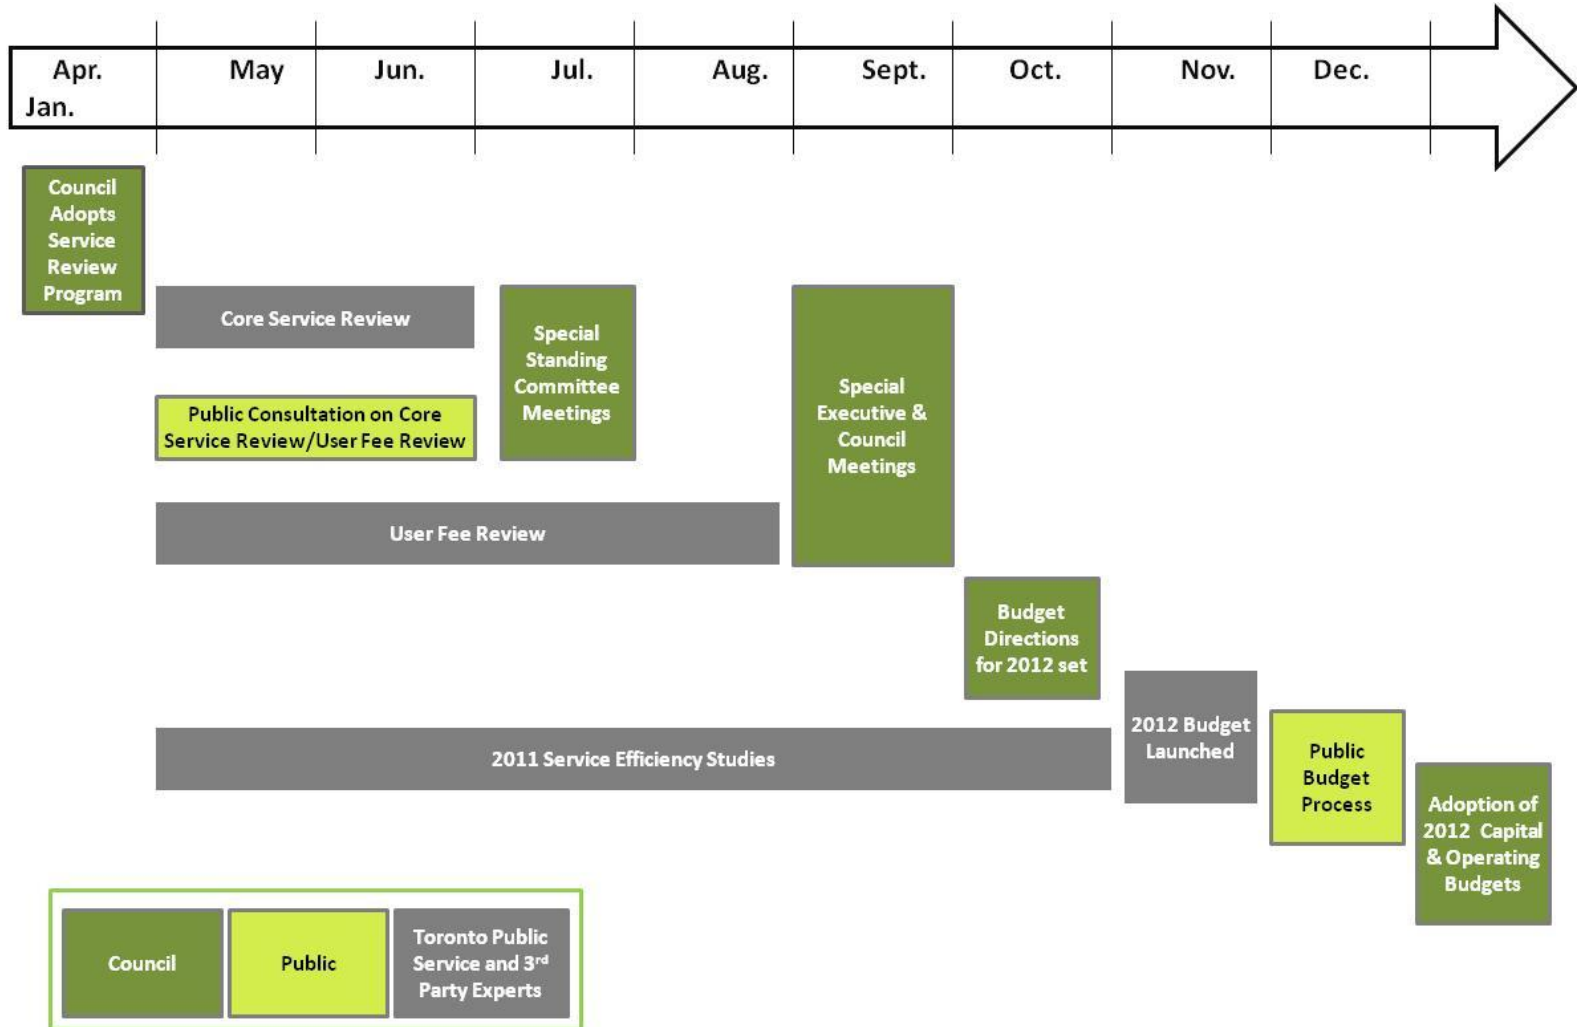 Apr. May Jun. Jul. Aug. Sept. Oct. Nov. Dec.
Jan.
Council
Adopts
Service
Review
Program
Core Service Review
Special
Standing
Committee
Meetings
Special
Executive &
Council
Meetings
Public Consultation on Core
Service Review/User Fee Review
User Fee Review
Budget
Directions
for 2012 set
2011 Service Efficiency Studies
2012 Budget
Launched
Public
Budget
Process
Adoption of
2012 Capital
& Operating
Budgets
Council
Public
Toronto Public
Service and 3rd
Party Experts